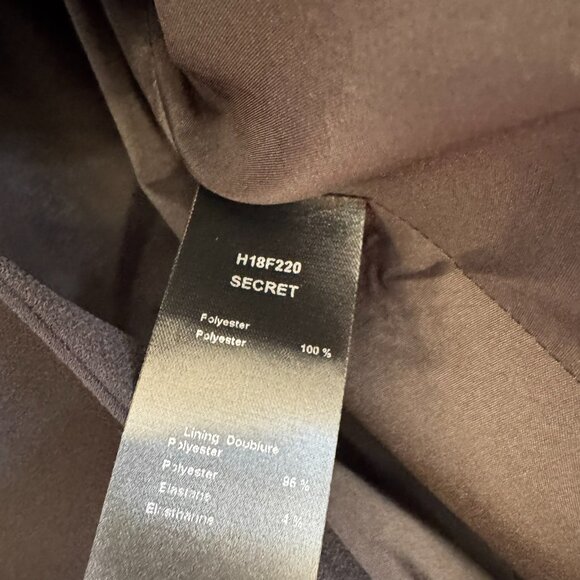 H18F220
SECRET
Polyester
Polyester 100 %
Lining Doublure
Polyester
Polyester 96 %
Elastane
Elasthanne 4 %